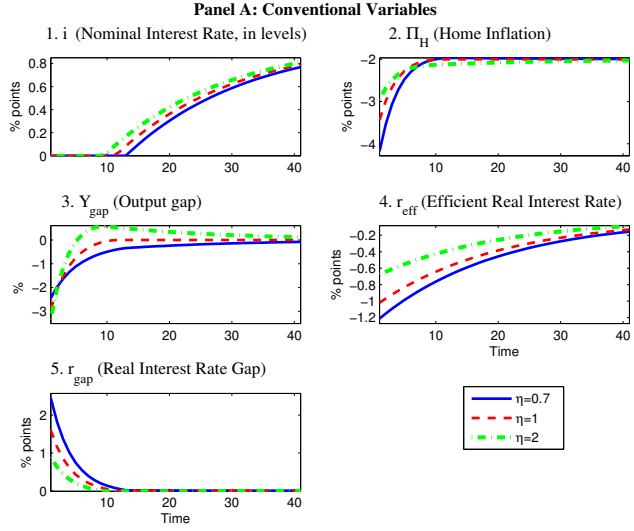 Panel A: Conventional Variables
1. i (Nominal Interest Rate, in levels)
% points
0.8
0.6
0.4
0.2
0
10 20 30 40
2. Π_H (Home Inflation)
% points
-2
-3
-4
10 20 30 40
3. Y_gap (Output gap)
%
0
-1
-2
-3
10 20 30 40
4. r_eff (Efficient Real Interest Rate)
% points
-0.2
-0.4
-0.6
-0.8
-1
-1.2
10 20 30 40
Time
5. r_gap (Real Interest Rate Gap)
% points
2
1
0
10 20 30 40
Time
η=0.7
η=1
η=2